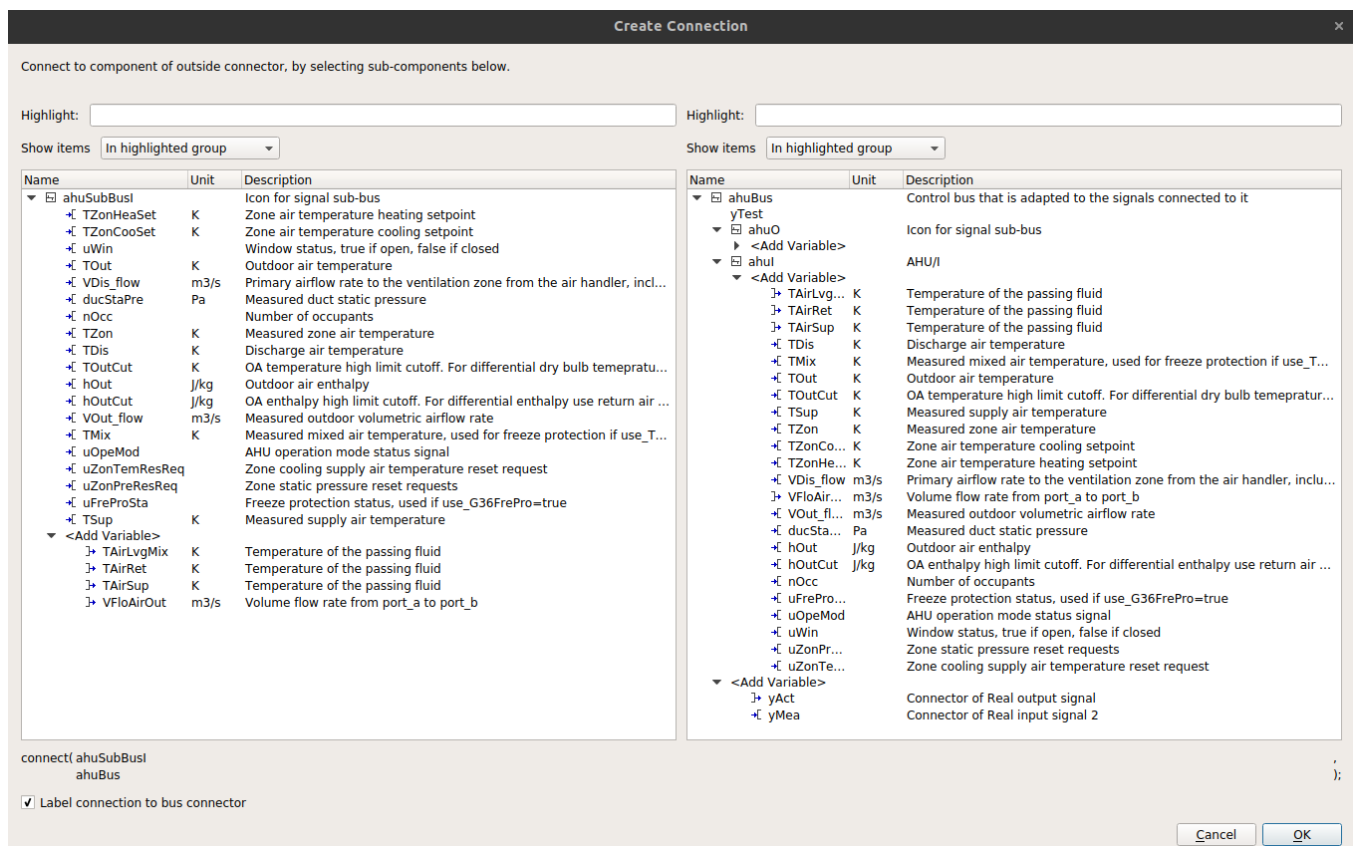 Create Connection
×
Connect to component of outside connector, by selecting sub-components below.
Highlight:
Show items In highlighted group
Name Unit Description
ahuSubBusI Icon for signal sub-bus
TZonHeaSet K Zone air temperature heating setpoint
TZonCooSet K Zone air temperature cooling setpoint
uWin Window status, true if open, false if closed
TOut K Outdoor air temperature
VDis_flow m3/s Primary airflow rate to the ventilation zone from the air handler, incl...
ducStaPre Pa Measured duct static pressure
nOcc Number of occupants
TZon K Measured zone air temperature
TDis K Discharge air temperature
TOutCut K OA temperature high limit cutoff. For differential dry bulb temepratu...
hOut J/kg Outdoor air enthalpy
hOutCut J/kg OA enthalpy high limit cutoff. For differential enthalpy use return air ...
VOut_flow m3/s Measured outdoor volumetric airflow rate
TMix K Measured mixed air temperature, used for freeze protection if use_T...
uOpeMod AHU operation mode status signal
uZonTemResReq Zone cooling supply air temperature reset request
uZonPreResReq Zone static pressure reset requests
uFreProSta Freeze protection status, used if use_G36FrePro=true
TSup K Measured supply air temperature
<Add Variable>
TAirLvgMix K Temperature of the passing fluid
TAirRet K Temperature of the passing fluid
TAirSup K Temperature of the passing fluid
VFloAirOut m3/s Volume flow rate from port_a to port_b
Highlight:
Show items In highlighted group
Name Unit Description
ahuBus Control bus that is adapted to the signals connected to it
yTest
ahuO Icon for signal sub-bus
<Add Variable>
ahuI AHU/I
<Add Variable>
TAirLvg... K Temperature of the passing fluid
TAirRet K Temperature of the passing fluid
TAirSup K Temperature of the passing fluid
TDis K Discharge air temperature
TMix K Measured mixed air temperature, used for freeze protection if use_T...
TOut K Outdoor air temperature
TOutCut K OA temperature high limit cutoff. For differential dry bulb temepratur...
TSup K Measured supply air temperature
TZon K Measured zone air temperature
TZonCo... K Zone air temperature cooling setpoint
TZonHe... K Zone air temperature heating setpoint
VDis_flow m3/s Primary airflow rate to the ventilation zone from the air handler, inclu...
VFloAir... m3/s Volume flow rate from port_a to port_b
VOut_fl... m3/s Measured outdoor volumetric airflow rate
ducSta... Pa Measured duct static pressure
hOut J/kg Outdoor air enthalpy
hOutCut J/kg OA enthalpy high limit cutoff. For differential enthalpy use return air ...
nOcc Number of occupants
uFrePro... Freeze protection status, used if use_G36FrePro=true
uOpeMod AHU operation mode status signal
uWin Window status, true if open, false if closed
uZonPr... Zone static pressure reset requests
uZonTe... Zone cooling supply air temperature reset request
<Add Variable>
yAct Connector of Real output signal
yMea Connector of Real input signal 2
connect( ahuSubBusI ,
ahuBus );
Label connection to bus connector
Cancel OK